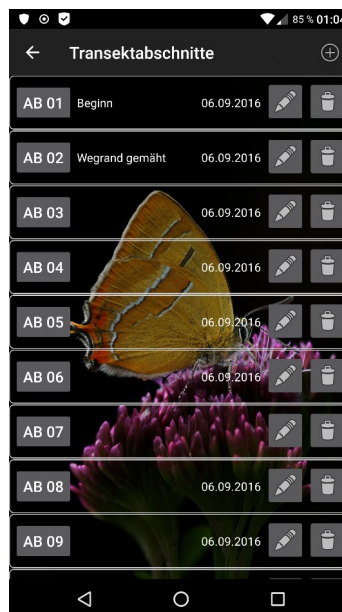 85 % 01:04
Transektabschnitte
AB 01 Beginn 06.09.2016
AB 02 Wegrand gemäht 06.09.2016
AB 03 06.09.2016
AB 04 06.09.2016
AB 05 06.09.2016
AB 06 06.09.2016
AB 07 06.09.2016
AB 08 06.09.2016
AB 09 06.09.2016